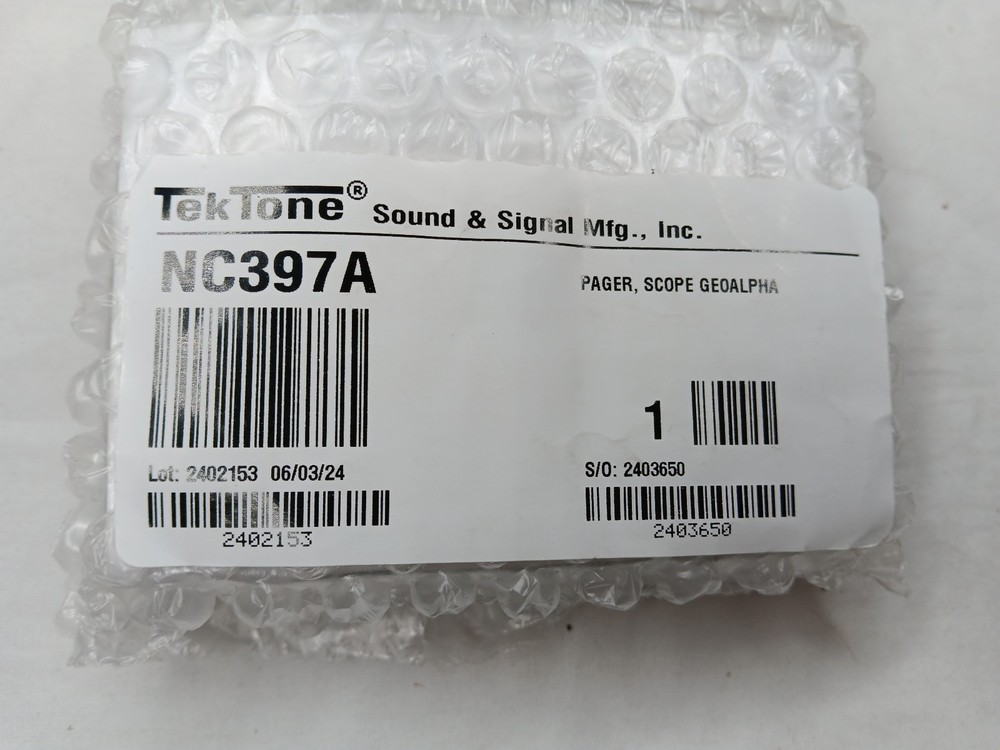 TekTone® Sound & Signal Mfg., Inc.
NC397A
PAGER, SCOPE GEOALPHA
1
Lot: 2402153 06/03/24
S/O: 2403650
2402153
2403650